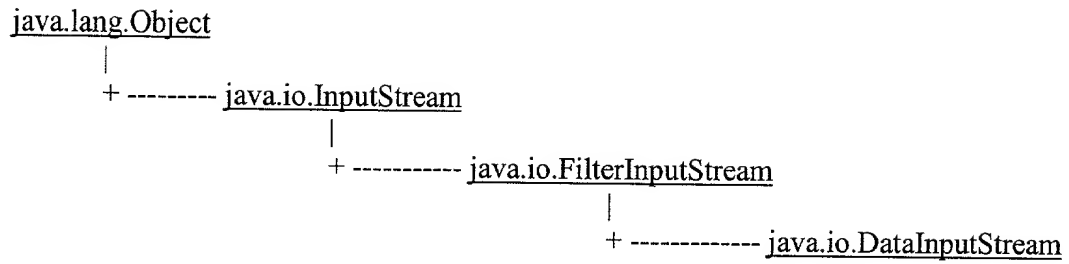 java.lang.Object
|
+ --------- java.io.InputStream
|
+ ----------- java.io.FilterInputStream
|
+ ------------- java.io.DataInputStream